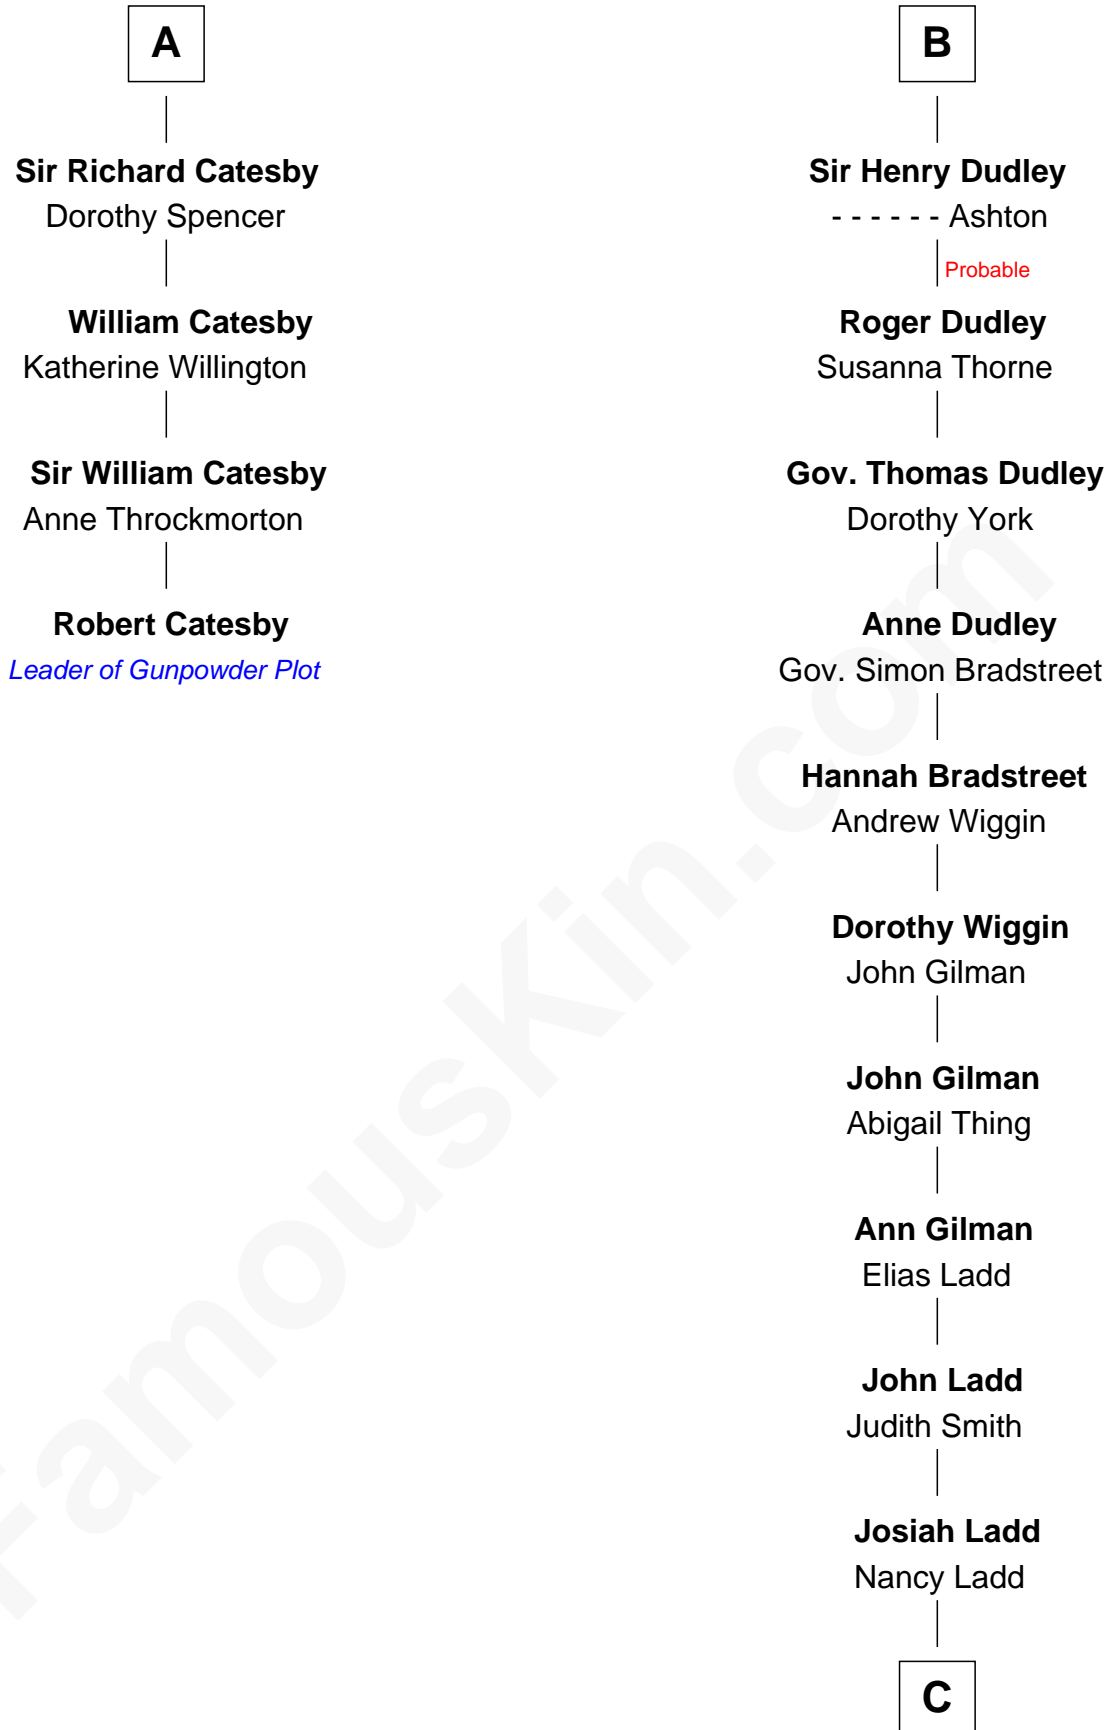 A
Sir Richard Catesby
Dorothy Spencer
William Catesby
Katherine Willington
Sir William Catesby
Anne Throckmorton
Robert Catesby
Leader of Gunpowder Plot
B
Sir Henry Dudley
- - - - - - Ashton
Probable
Roger Dudley
Susanna Thorne
Gov. Thomas Dudley
Dorothy York
Anne Dudley
Gov. Simon Bradstreet
Hannah Bradstreet
Andrew Wiggin
Dorothy Wiggin
John Gilman
John Gilman
Abigail Thing
Ann Gilman
Elias Ladd
John Ladd
Judith Smith
Josiah Ladd
Nancy Ladd
C
FamousKin.com